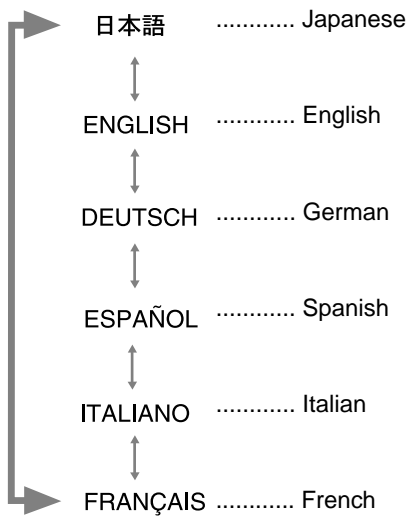 日本語 ............ Japanese
ENGLISH ............ English
DEUTSCH ............ German
ESPAÑOL ............ Spanish
ITALIANO ............ Italian
FRANÇAIS ............ French